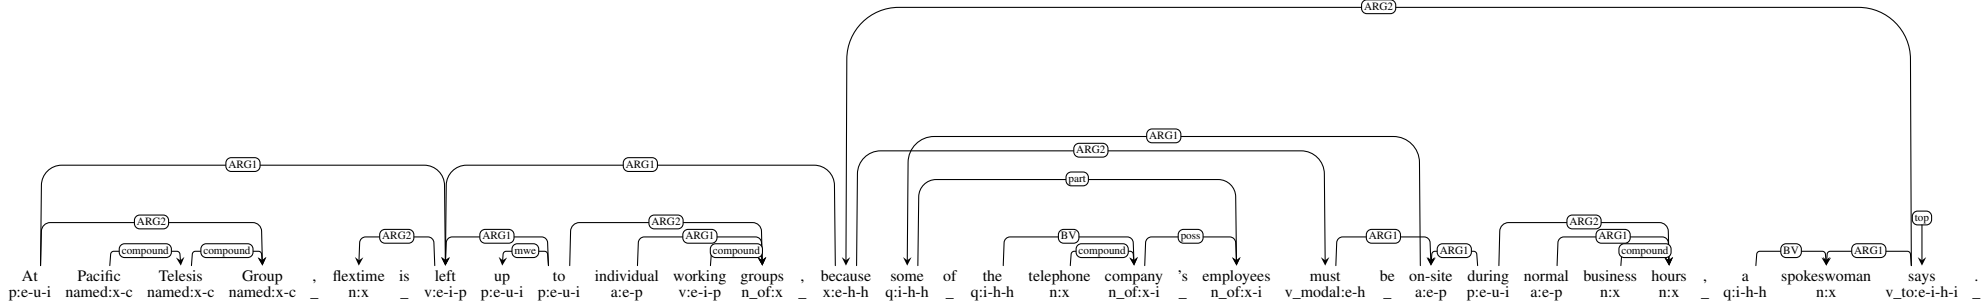 ARG2
ARG1
ARG1 ARG1 ARG2
part
top
ARG2 ARG2 ARG2
ARG2 ARG1 ARG1 BV poss ARG1 ARG1
compound compound mwe compound compound ARG1 compound BV ARG1
At Pacific Telesis Group , flextime is left up to individual working groups , because some of the telephone company 's employees must be on-site during normal business hours , a spokeswoman says .
p:e-u-i named:x-c named:x-c named:x-c _ n:x _ v:e-i-p p:e-u-i p:e-u-i a:e-p v:e-i-p n_of:x _ x:e-h-h q:i-h-h _ q:i-h-h n:x n_of:x-i _ n_of:x-i v_modal:e-h _ a:e-p p:e-u-i a:e-p n:x n:x _ q:i-h-h n:x v_to:e-i-h-i _